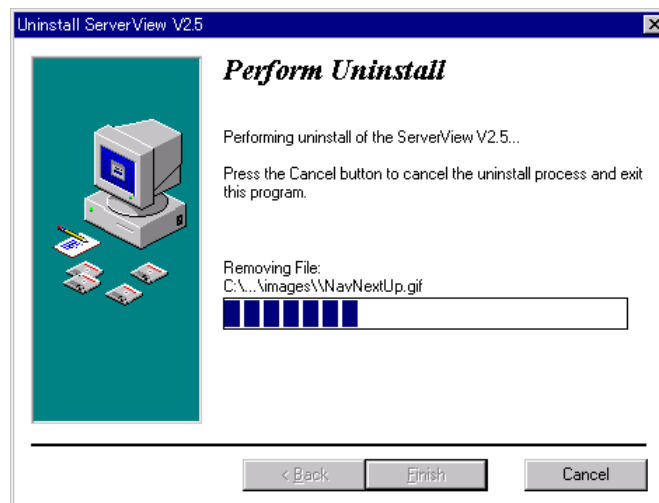 Uninstall ServerView V2.5
Perform Uninstall
Performing uninstall of the ServerView V2.5...
Press the Cancel button to cancel the uninstall process and exit
this program.
Removing File:
C:\...\images\\NavNextUp.gif
< Back
Finish
Cancel